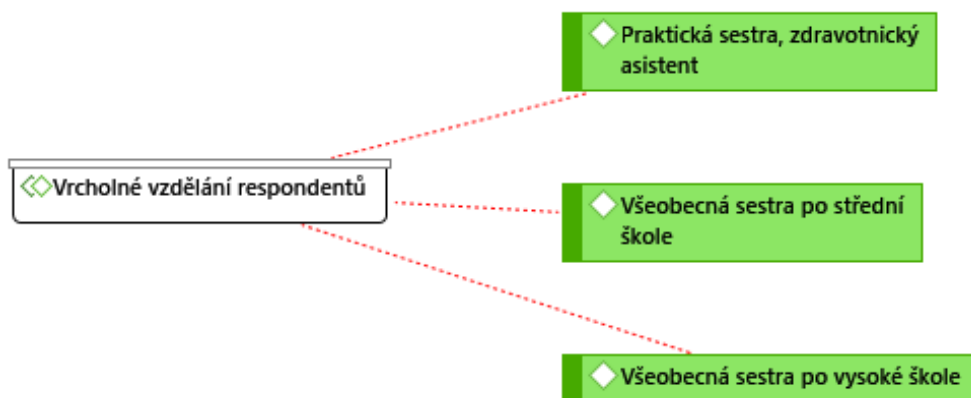 Praktická sestra, zdravotnický
asistent
Vrcholné vzdělání respondentů
Všeobecná sestra po střední
škole
Všeobecná sestra po vysoké škole